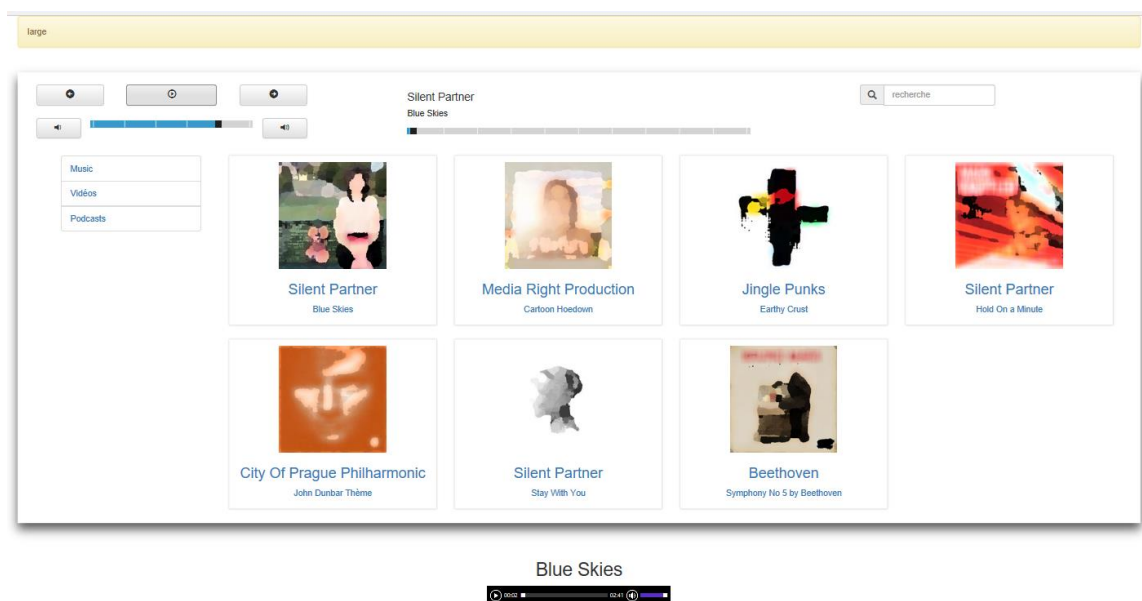 large
Silent Partner
Blue Skies
recherche
Music
Vidéos
Podcasts
Silent Partner
Blue Skies
Media Right Production
Cartoon Hoedown
Jingle Punks
Earthy Crust
Silent Partner
Hold On a Minute
City Of Prague Philharmonic
John Dunbar Thème
Silent Partner
Stay With You
Beethoven
Symphony No 5 by Beethoven
Blue Skies
00:02
02:41